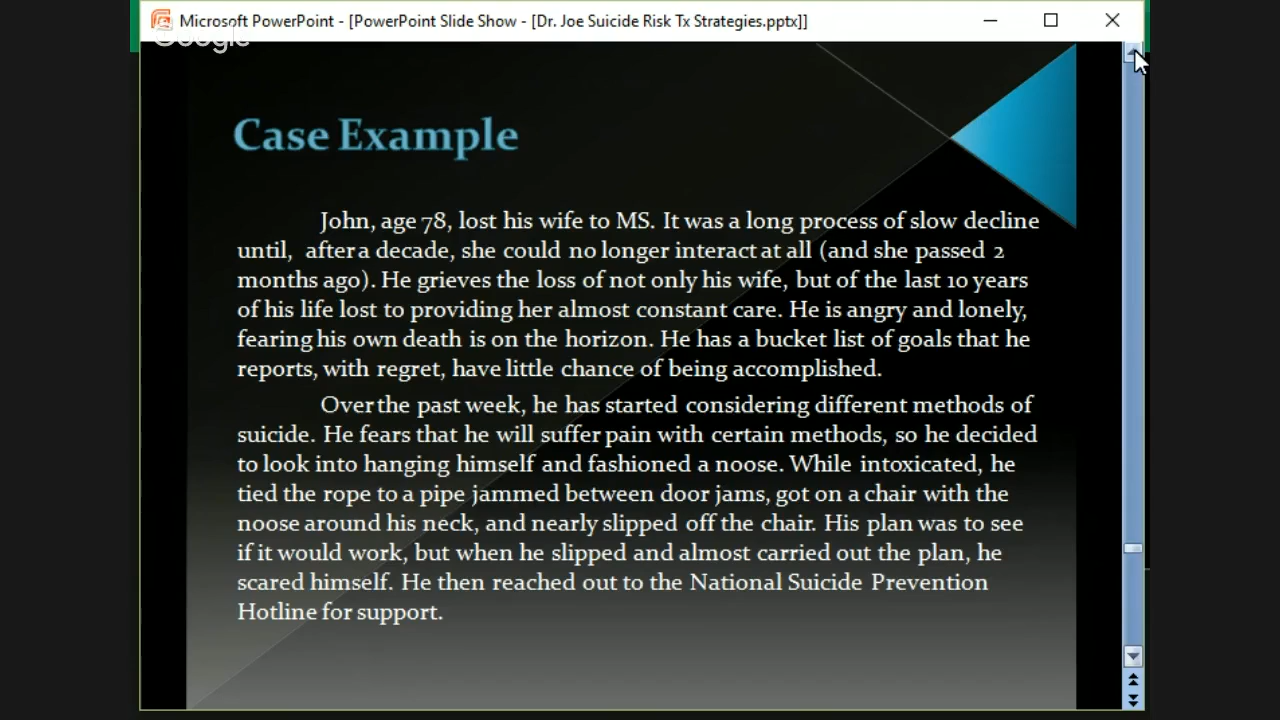 Microsoft PowerPoint - [PowerPoint Slide Show - [Dr. Joe Suicide Risk Tx Strategies.pptx]]
Google
Case Example
John, age 78, lost his wife to MS. It was a long process of slow decline
until, after a decade, she could no longer interact at all (and she passed 2
months ago). He grieves the loss of not only his wife, but of the last 10 years
of his life lost to providing her almost constant care. He is angry and lonely,
fearing his own death is on the horizon. He has a bucket list of goals that he
reports, with regret, have little chance of being accomplished.
Over the past week, he has started considering different methods of
suicide. He fears that he will suffer pain with certain methods, so he decided
to look into hanging himself and fashioned a noose. While intoxicated, he
tied the rope to a pipe jammed between door jams, got on a chair with the
noose around his neck, and nearly slipped off the chair. His plan was to see
if it would work, but when he slipped and almost carried out the plan, he
scared himself. He then reached out to the National Suicide Prevention
Hotline for support.